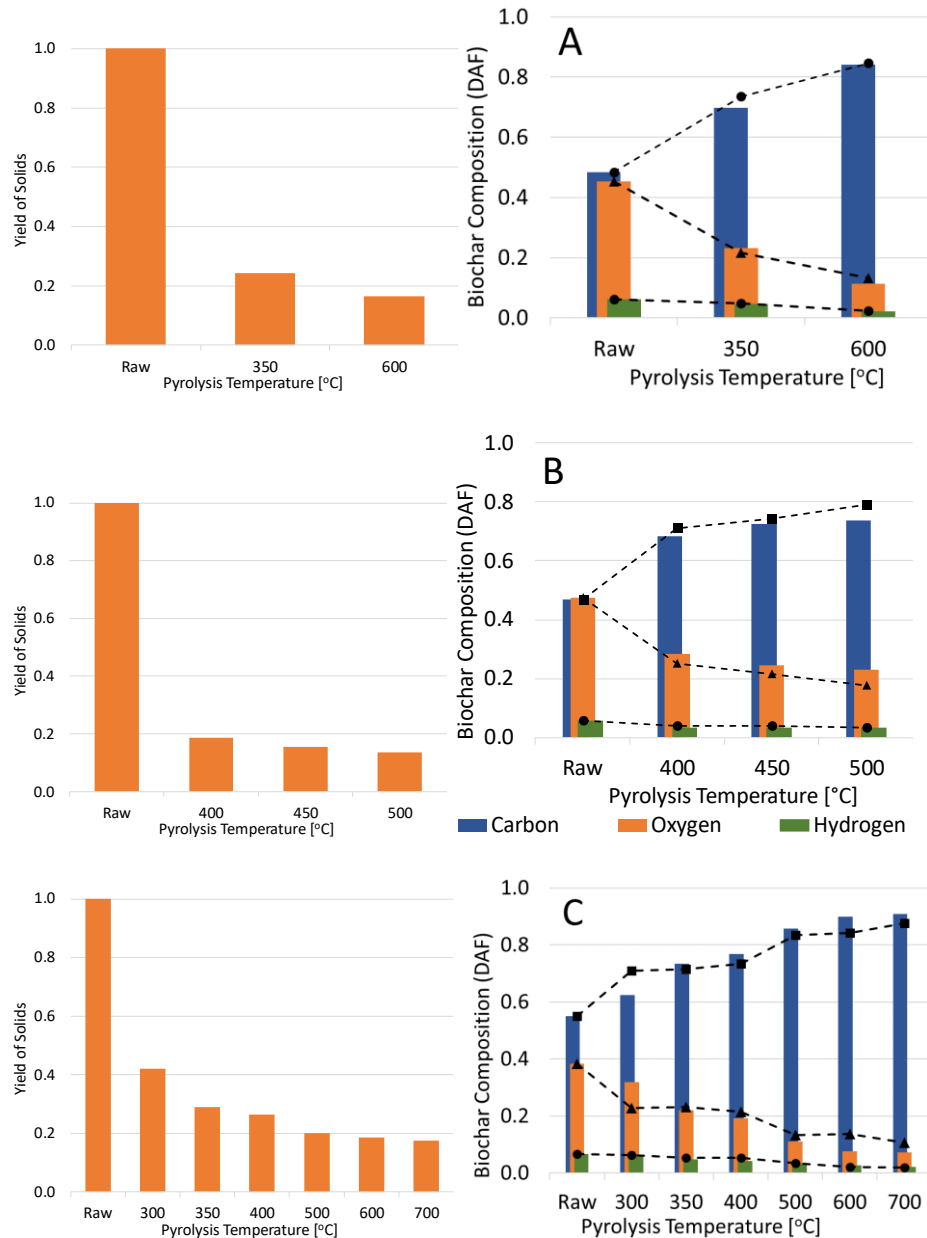 1.0
0.8
0.6
0.4
0.2
0.0
Yield of Solids
Raw 350 600
Pyrolysis Temperature [°C]
A
1.0
0.8
0.6
0.4
0.2
0.0
Biochar Composition (DAF)
Raw 350 600
Pyrolysis Temperature [°C]
1.0
0.8
0.6
0.4
0.2
0.0
Yield of Solids
Raw 400 450 500
Pyrolysis Temperature [°C]
B
1.0
0.8
0.6
0.4
0.2
0.0
Biochar Composition (DAF)
Raw 400 450 500
Pyrolysis Temperature [°C]
Carbon Oxygen Hydrogen
1.0
0.8
0.6
0.4
0.2
0.0
Yield of Solids
Raw 300 350 400 500 600 700
Pyrolysis Temperature [°C]
C
1.0
0.8
0.6
0.4
0.2
0.0
Biochar Composition (DAF)
Raw 300 350 400 500 600 700
Pyrolysis Temperature [°C]